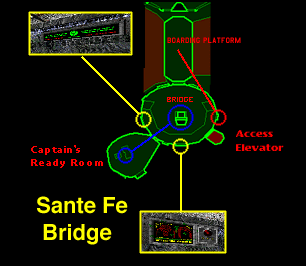 BOARDING PLATFORM
BRIDGE
Access
Elevator
Captain's
Ready Room
Sante Fe
Bridge